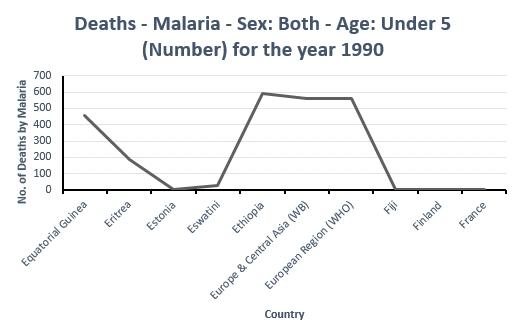 Deaths - Malaria - Sex: Both - Age: Under 5
(Number) for the year 1990
No. of Deaths by Malaria
700
600
500
400
300
200
100
0
Equatorial Guinea
Eritrea
Estonia
Eswatini
Ethiopia
Europe & Central Asia (WB)
European Region (WHO)
Fiji
Finland
France
Country